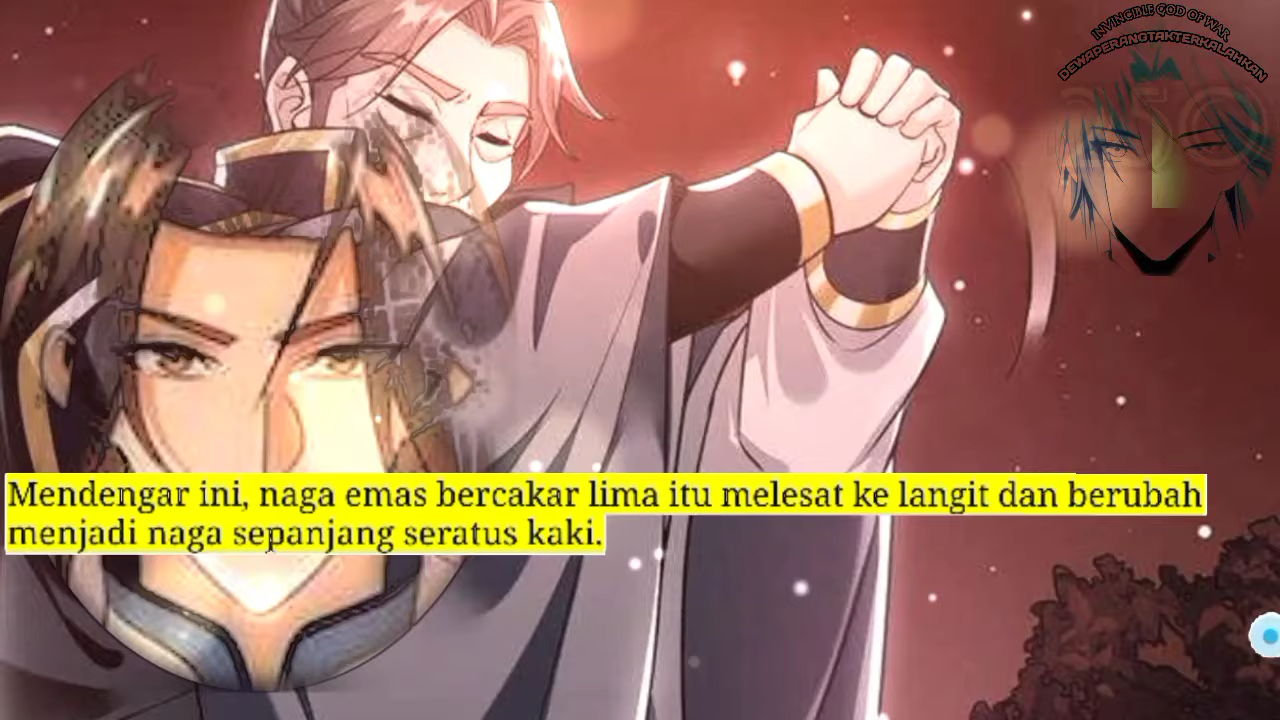 INVINCIBLE GOD OF WAR
DEWAPERANGTAKTERKALAHKAN
Mendengar ini, naga emas bercakar lima itu melesat ke langit dan berubah
menjadi naga sepanjang seratus kaki.